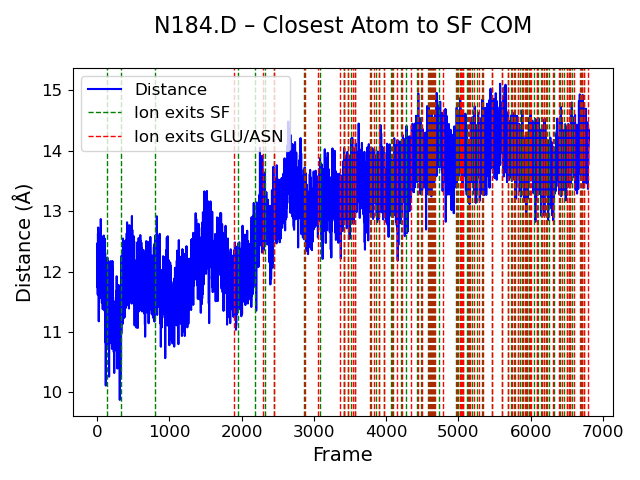 N184.D – Closest Atom to SF COM
Distance
Ion exits SF
Ion exits GLU/ASN
15
14
13
12
11
10
Distance (Å)
0 1000 2000 3000 4000 5000 6000 7000
Frame